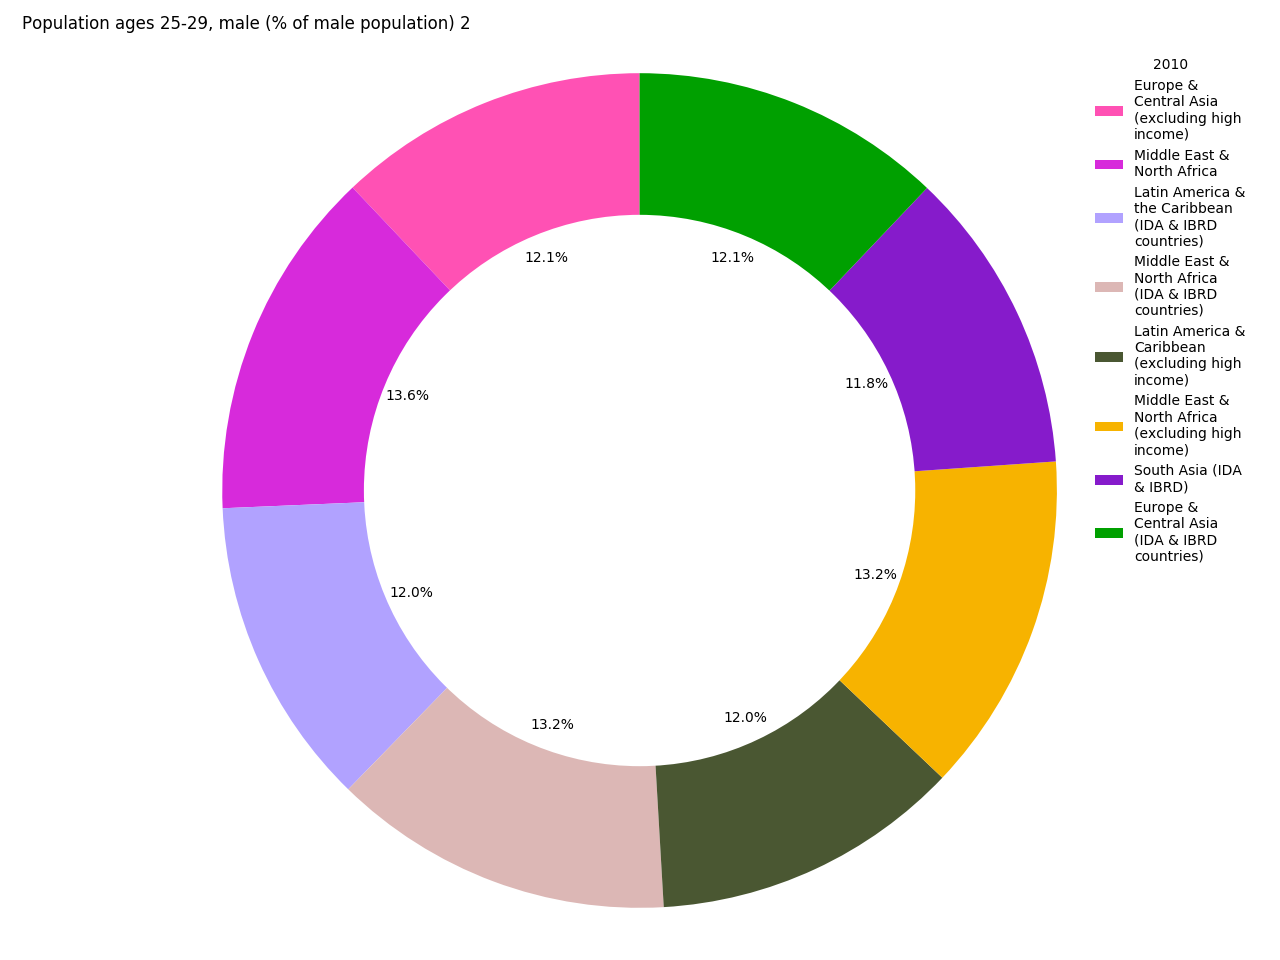 Population ages 25-29, male (% of male population) 2
2010
Europe &
Central Asia
(excluding high
income)
Middle East &
North Africa
Latin America &
the Caribbean
(IDA & IBRD
countries)
Middle East &
North Africa
(IDA & IBRD
countries)
Latin America &
Caribbean
(excluding high
income)
Middle East &
North Africa
(excluding high
income)
South Asia (IDA
& IBRD)
Europe &
Central Asia
(IDA & IBRD
countries)
12.1%
12.1%
11.8%
13.6%
13.2%
12.0%
12.0%
13.2%